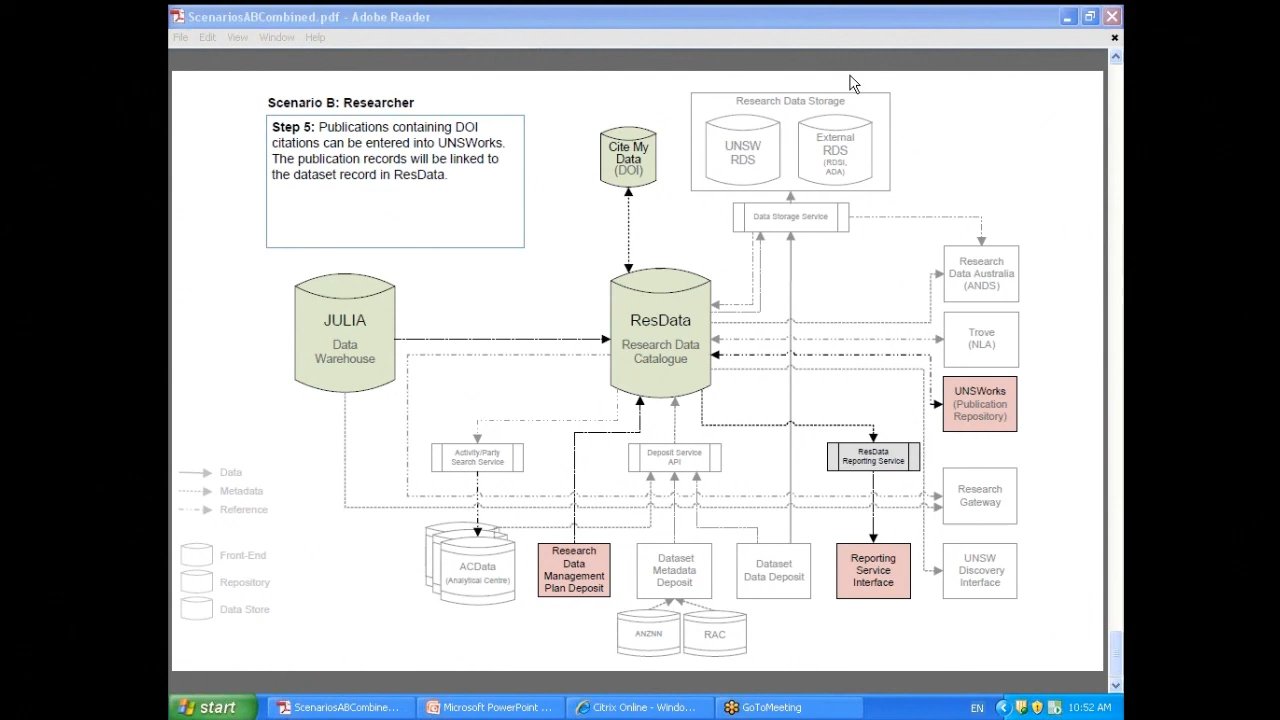 ScenariosABCombined.pdf - Adobe Reader
File Edit View Window Help
Scenario B: Researcher
Step 5: Publications containing DOI
citations can be entered into UNSWorks.
The publication records will be linked to
the dataset record in ResData.
Cite My
Data
(DOI)
Research Data Storage
UNSW
RDS
External
RDS
(RDSI,
ADA)
Data Storage Service
JULIA
Data
Warehouse
ResData
Research Data
Catalogue
Research
Data Australia
(ANDS)
Trove
(NLA)
UNSWorks
(Publication
Repository)
Activity/Party
Search Service
Deposit Service
API
ResData
Reporting Service
Research
Gateway
Data
Metadata
Reference
Front-End
Repository
Data Store
ACData
(Analytical Centre)
Research
Data
Management
Plan Deposit
Dataset
Metadata
Deposit
Dataset
Data Deposit
Reporting
Service
Interface
UNSW
Discovery
Interface
ANZNN
RAC
start
ScenariosABCombine...
Microsoft PowerPoint ...
Citrix Online - Windo...
GoToMeeting
EN
10:52 AM